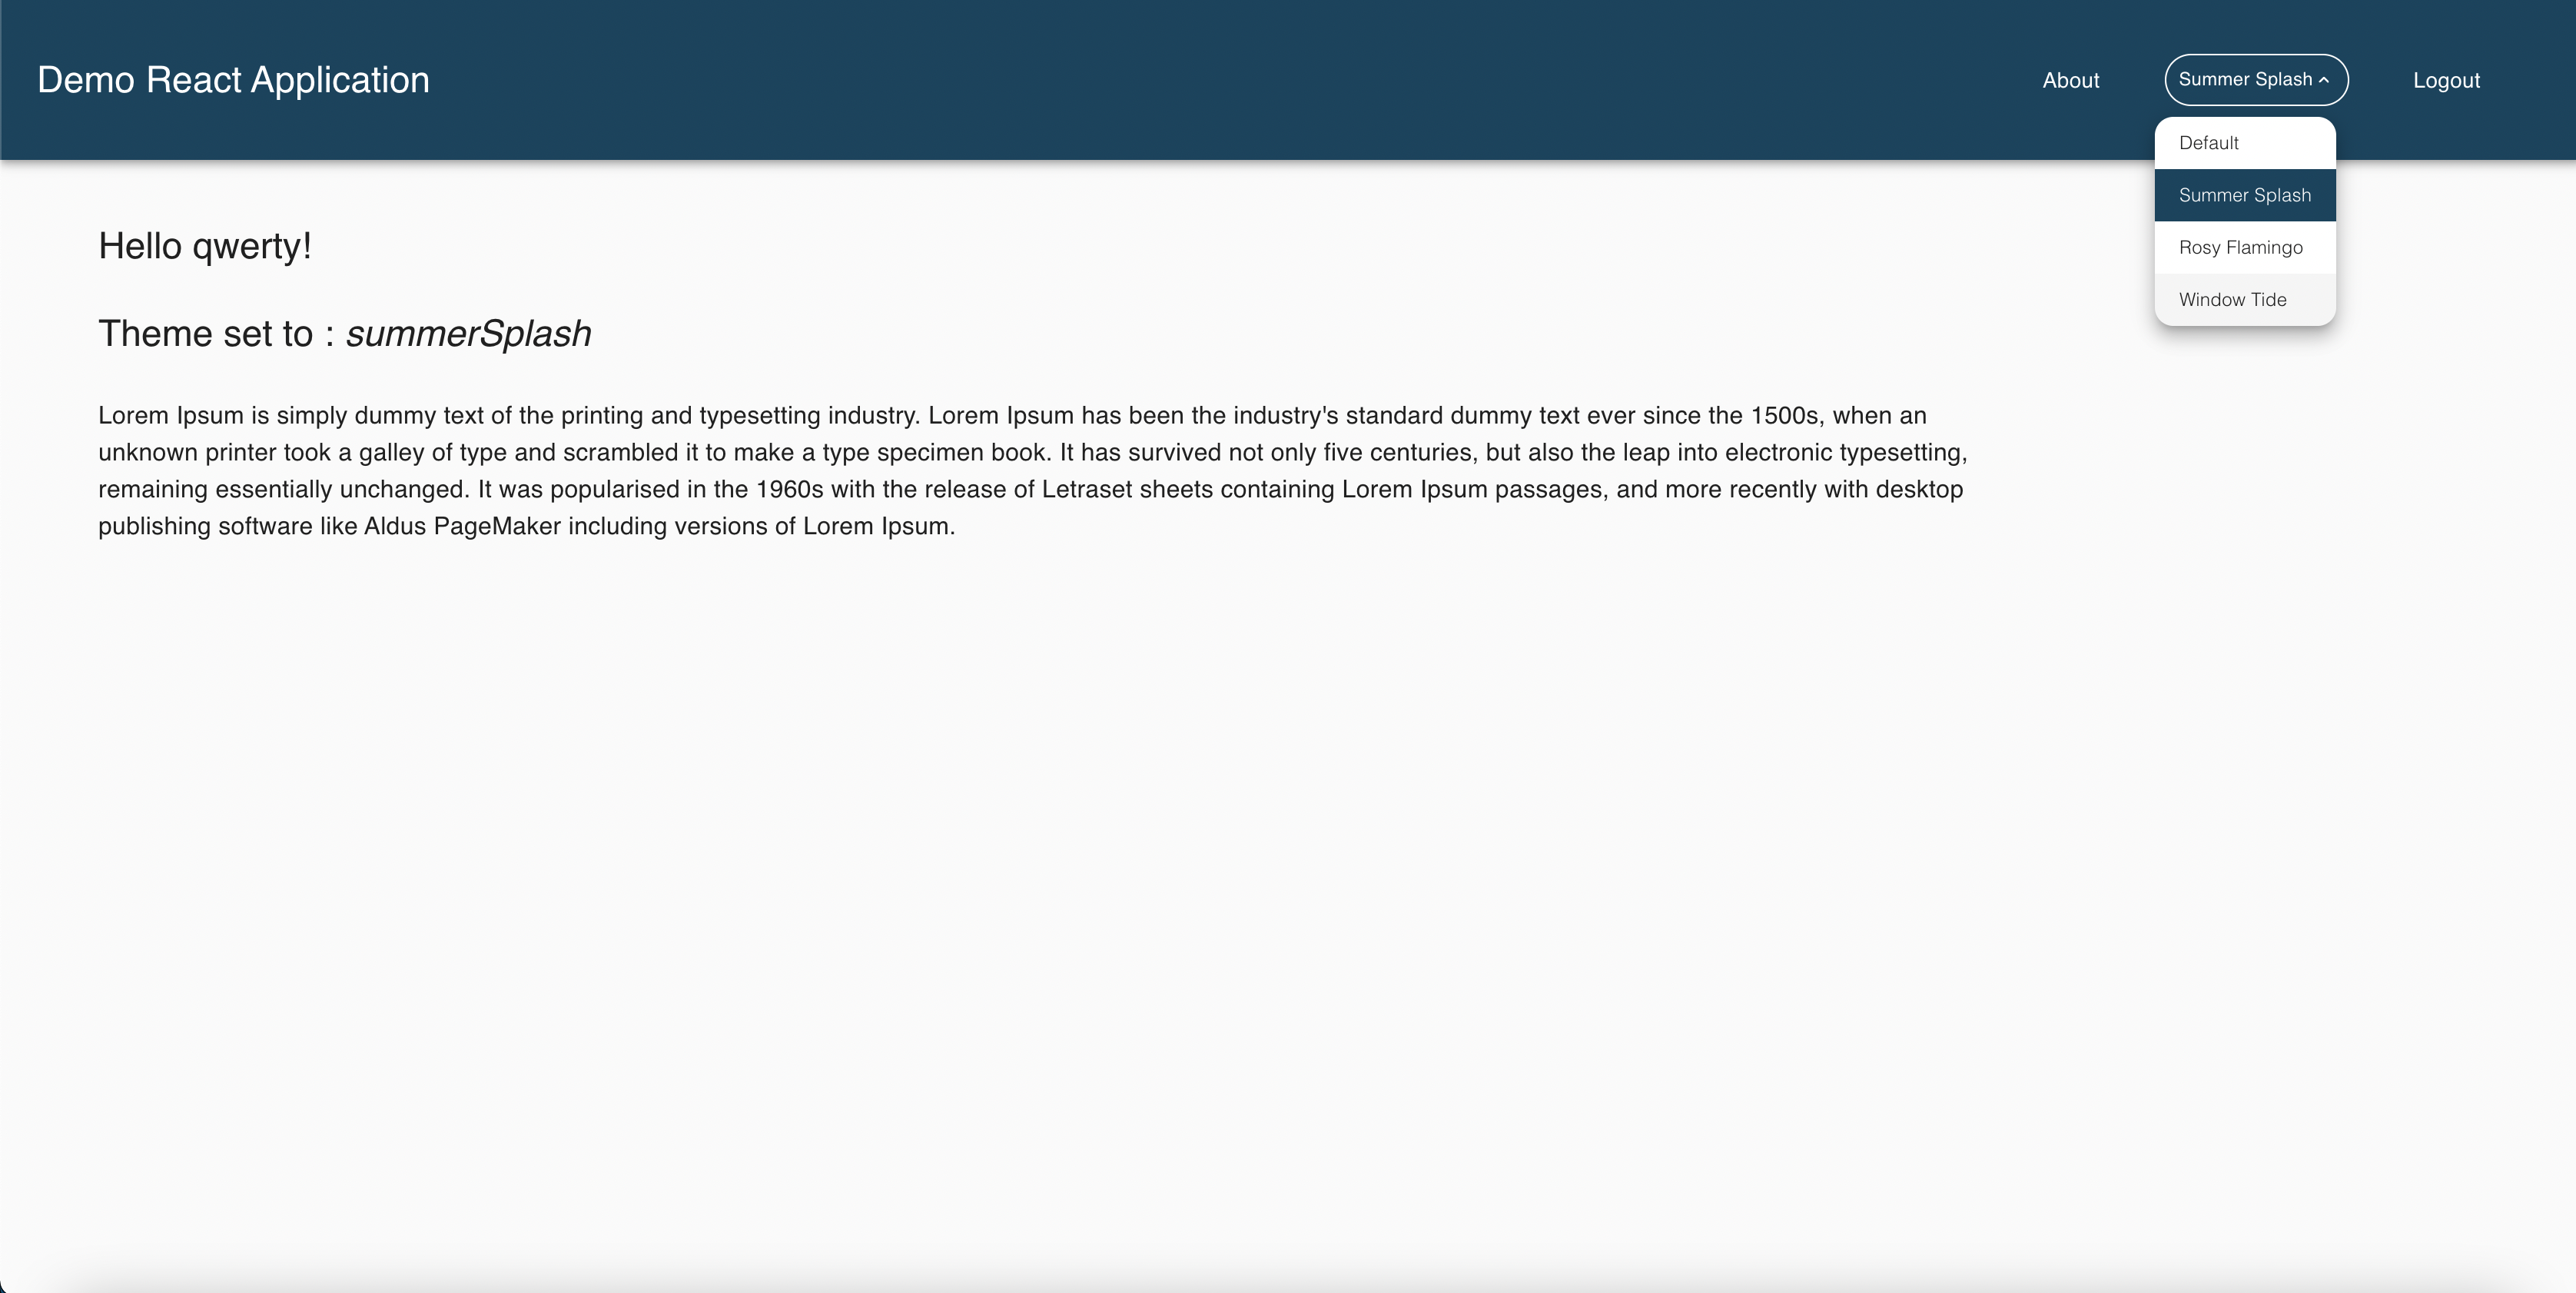 Demo React Application
About
Summer Splash
Logout
Default
Summer Splash
Rosy Flamingo
Window Tide
Hello qwerty!
Theme set to : summerSplash
Lorem Ipsum is simply dummy text of the printing and typesetting industry. Lorem Ipsum has been the industry's standard dummy text ever since the 1500s, when an
unknown printer took a galley of type and scrambled it to make a type specimen book. It has survived not only five centuries, but also the leap into electronic typesetting,
remaining essentially unchanged. It was popularised in the 1960s with the release of Letraset sheets containing Lorem Ipsum passages, and more recently with desktop
publishing software like Aldus PageMaker including versions of Lorem Ipsum.